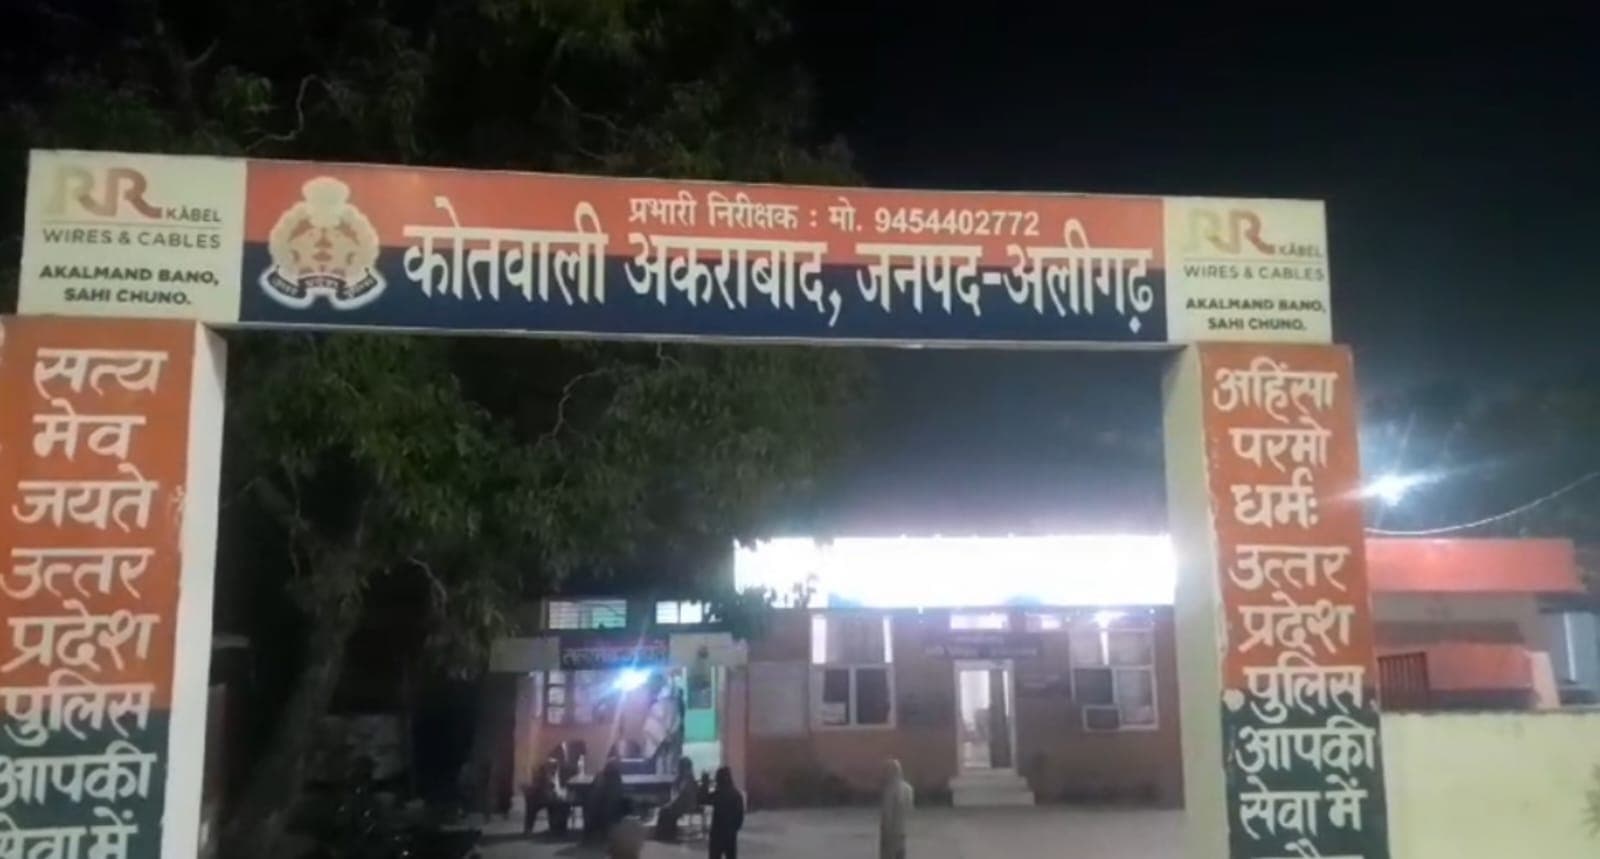 RR KABEL
WIRES & CABLES
AKALMAND BANO,
SAHI CHUNO.
प्रभारी निरीक्षक : मो. 9454402772
कोतवाली अकराबाद, जनपद-अलीगढ़
RR KABEL
WIRES & CABLES
AKALMAND BANO,
SAHI CHUNO.
सत्य
मेव
जयते
उत्तर
प्रदेश
पुलिस
आपकी
सेवा में
अहिंसा
परमो
धर्मः
उत्तर
प्रदेश
पुलिस
आपकी
सेवा में